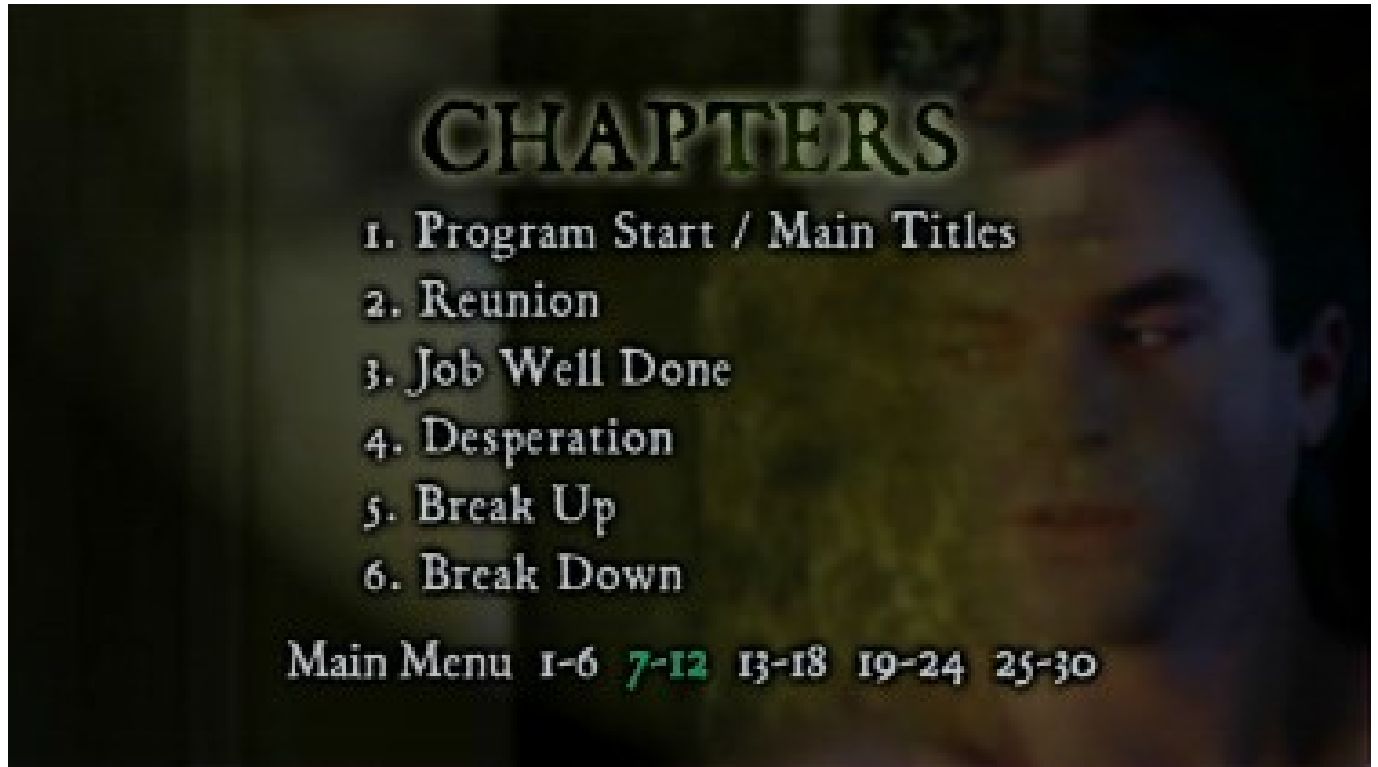 CHAPTERS
1. Program Start / Main Titles
2. Reunion
3. Job Well Done
4. Desperation
5. Break Up
6. Break Down
Main Menu 1-6 7-12 13-18 19-24 25-30